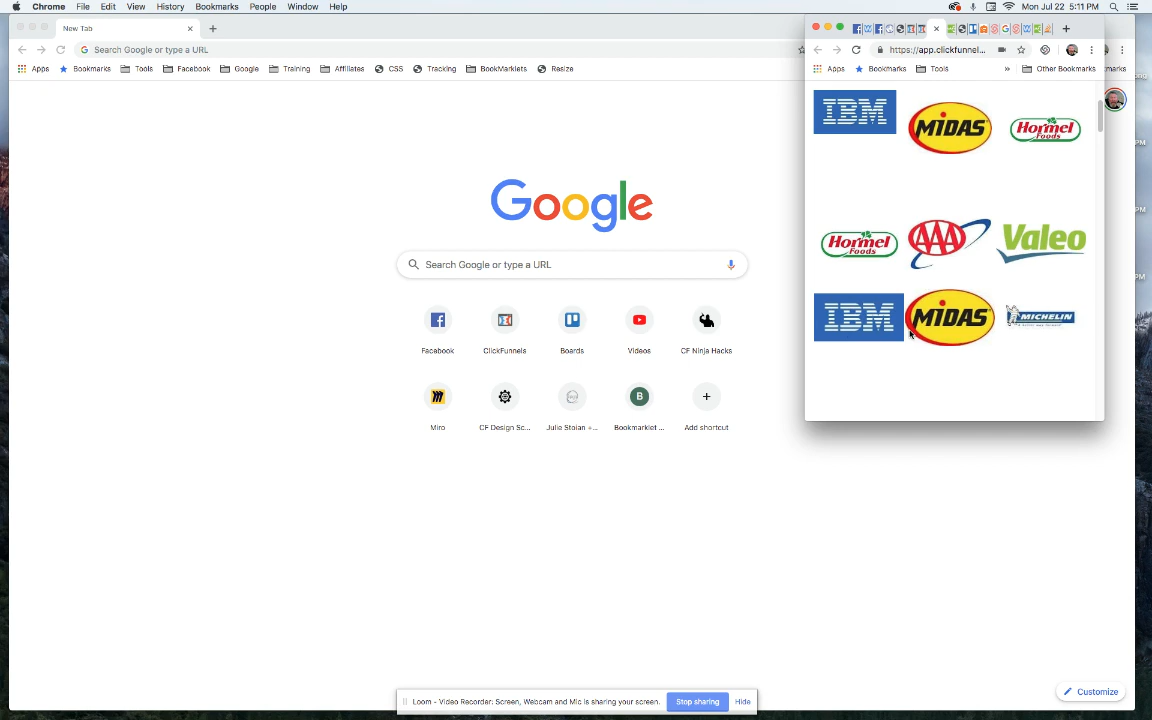 Chrome File Edit View History Bookmarks People Window Help Mon Jul 22 5:11 PM
New Tab
Search Google or type a URL
https://app.clickfunnel...
Apps Bookmarks Tools Facebook Google Training Affiliates CSS Tracking BookMarklets Resize
Apps Bookmarks Tools » Other Bookmarks
IBM MIDAS Hormel Foods
Google
Hormel Foods AAA Valeo
Search Google or type a URL
IBM MIDAS MICHELIN
Facebook ClickFunnels Boards Videos CF Ninja Hacks
B
Miro CF Design Sc... Julie Stoian +... Bookmarklet ... Add shortcut
Customize
Loom - Video Recorder: Screen, Webcam and Mic is sharing your screen. Stop sharing Hide